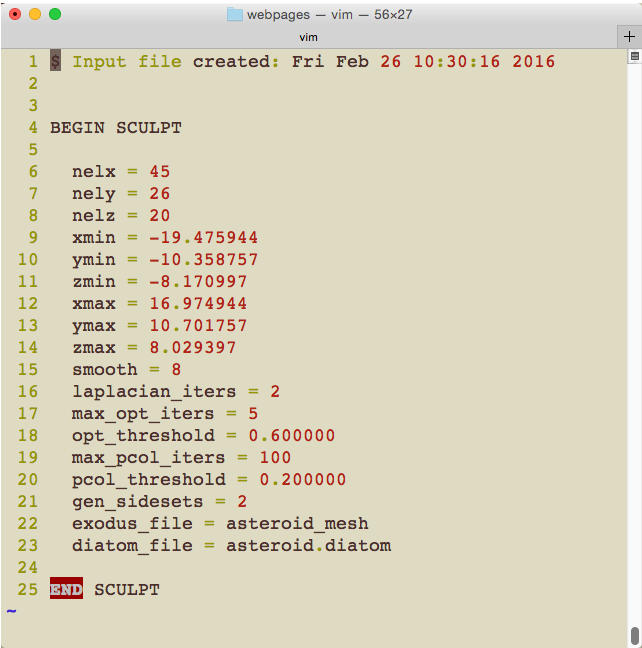 webpages — vim — 56×27
vim +
1 $ Input file created: Fri Feb 26 10:30:16 2016
2
3
4 BEGIN SCULPT
5
6 nelx = 45
7 nely = 26
8 nelz = 20
9 xmin = -19.475944
10 ymin = -10.358757
11 zmin = -8.170997
12 xmax = 16.974944
13 ymax = 10.701757
14 zmax = 8.029397
15 smooth = 8
16 laplacian_iters = 2
17 max_opt_iters = 5
18 opt_threshold = 0.600000
19 max_pcol_iters = 100
20 pcol_threshold = 0.200000
21 gen_sidesets = 2
22 exodus_file = asteroid_mesh
23 diatom_file = asteroid.diatom
24
25 END SCULPT
~